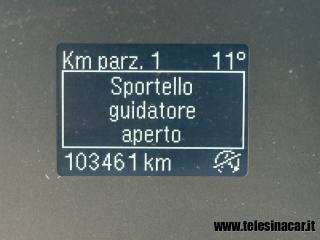 Km parz. 1 11°
Sportello
guidatore
aperto
103461 km
www.telesinacar.it